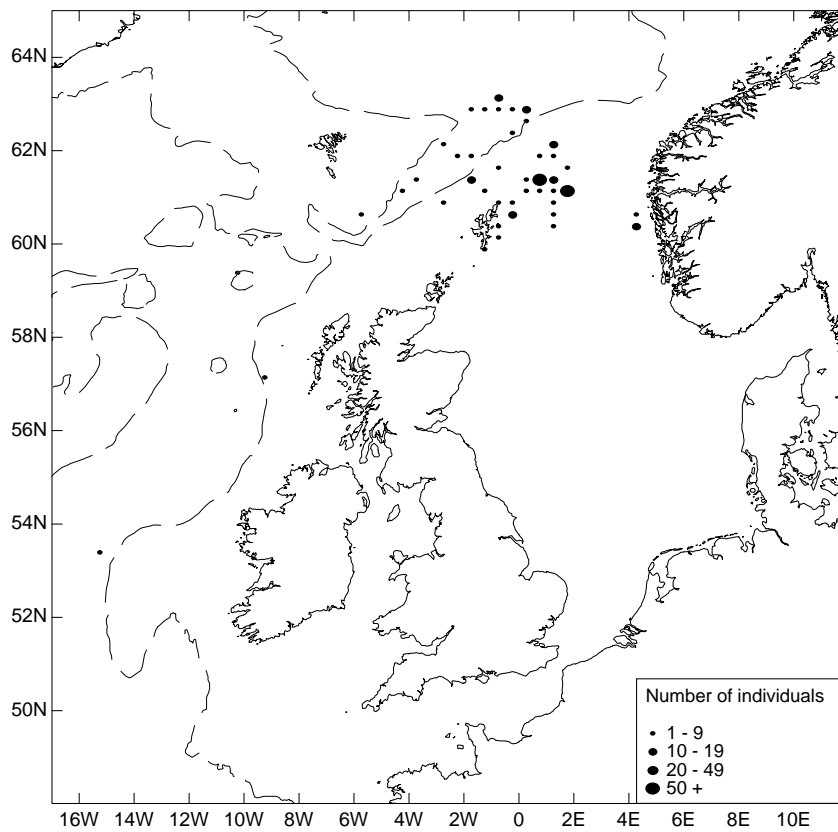 64N
62N
60N
58N
56N
54N
52N
50N
Number of individuals
1 - 9
10 - 19
20 - 49
50 +
16W 14W 12W 10W 8W 6W 4W 2W 0 2E 4E 6E 8E 10E